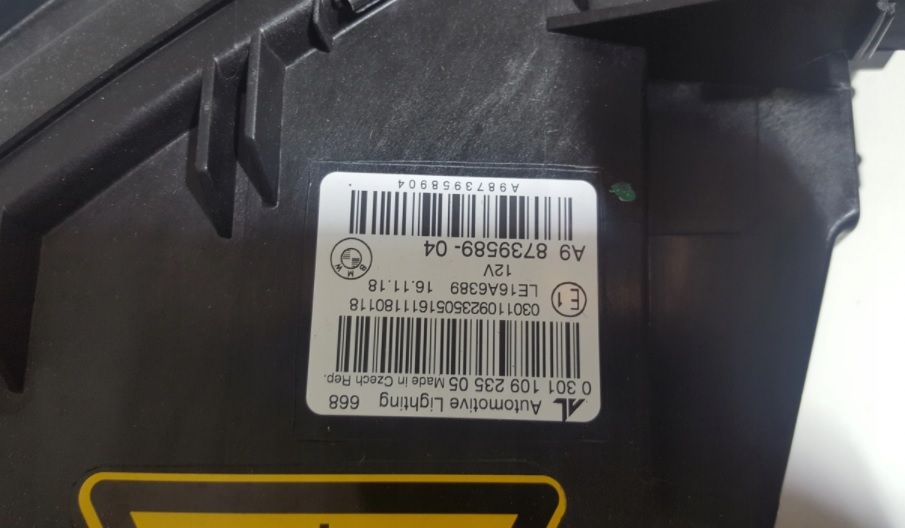 Automotive Lighting 668
0 301 109 235 05 Made in Czech Rep.
0301109235051611180118
E1
LE16A6389 16.11.18
12V
BMW
A9 8739589-04
A9873958904